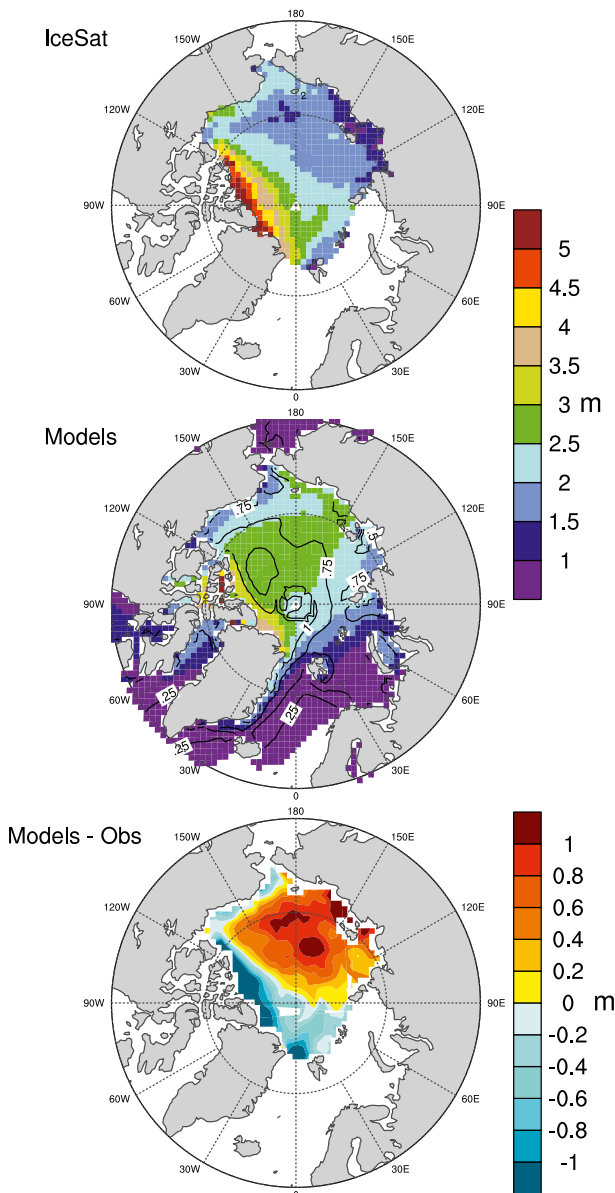 IceSat
180
150W
150E
120W
120E
2
90W
90E
60W
60E
30W
30E
0
5
4.5
4
3.5
3 m
2.5
2
1.5
1
Models
180
150W
150E
120W
120E
.75
.5
.75
.75
90W
90E
1
60W
60E
.25
.25
.25
30W
30E
0
Models - Obs
180
150W
150E
120W
120E
90W
90E
60W
60E
30W
30E
0
1
0.8
0.6
0.4
0.2
0 m
-0.2
-0.4
-0.6
-0.8
-1